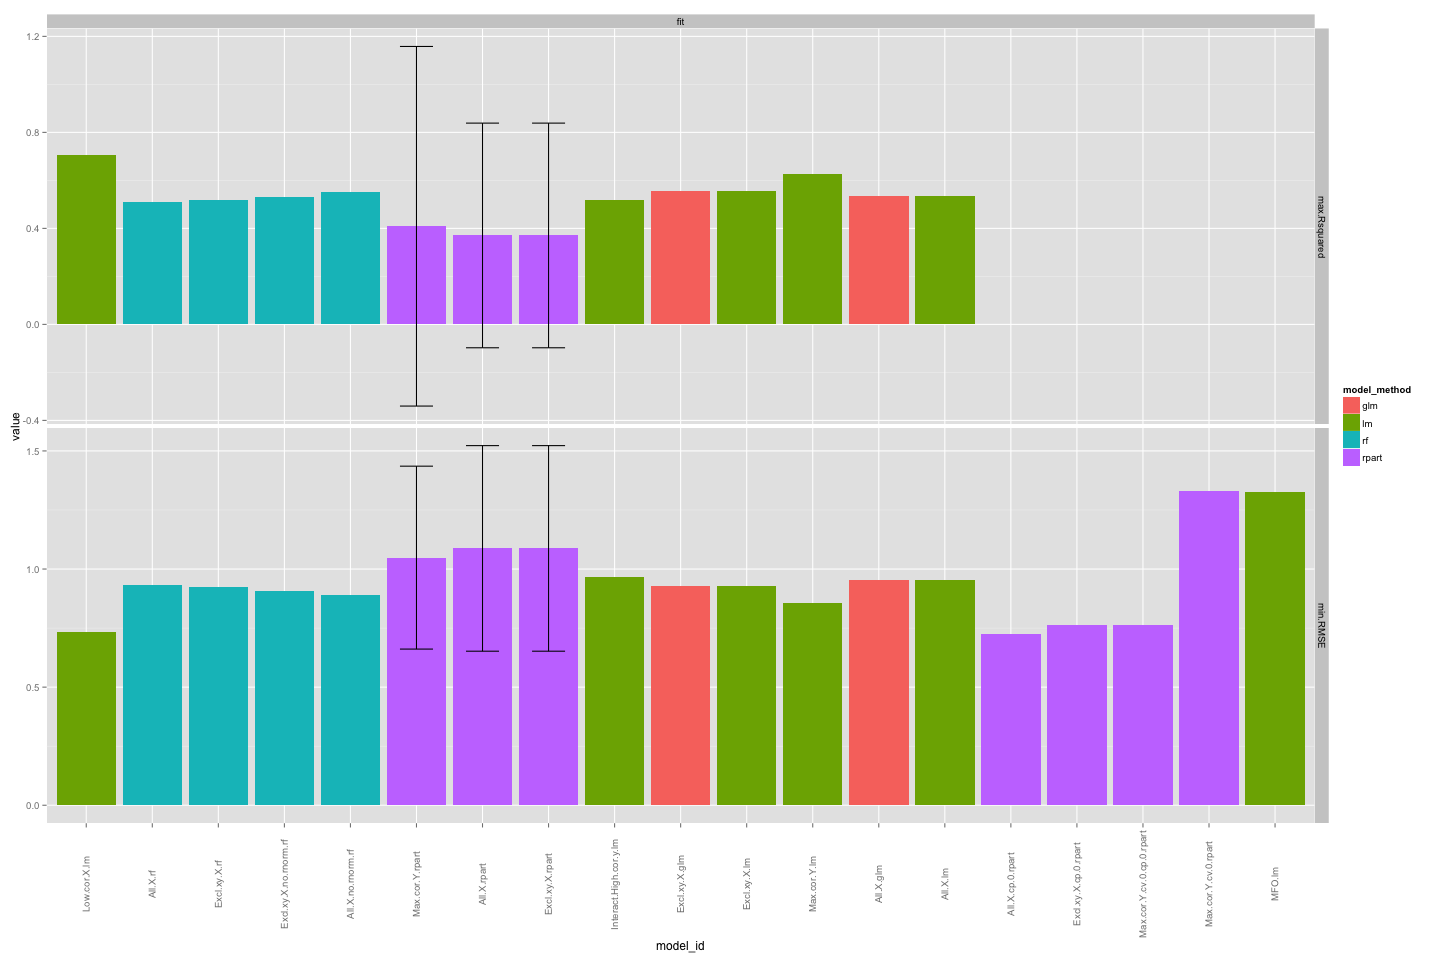 fit
1.2
0.8
0.4
0.0
-0.4
max.Rsquared
value
1.5
1.0
0.5
0.0
min.RMSE
Low.cor.X.lm
All.X.rf
Excl.xy.X.rf
Excl.xy.X.no.rnorm.rf
All.X.no.rnorm.rf
Max.cor.Y.rpart
All.X.rpart
Excl.xy.X.rpart
Interact.High.cor.y.lm
Excl.xy.X.glm
Excl.xy.X.lm
Max.cor.Y.lm
All.X.glm
All.X.lm
All.X.cp.0.rpart
Excl.xy.X.cp.0.rpart
Max.cor.Y.cv.0.cp.0.rpart
Max.cor.Y.cv.0.rpart
MFO.lm
model_id
model_method
glm
lm
rf
rpart